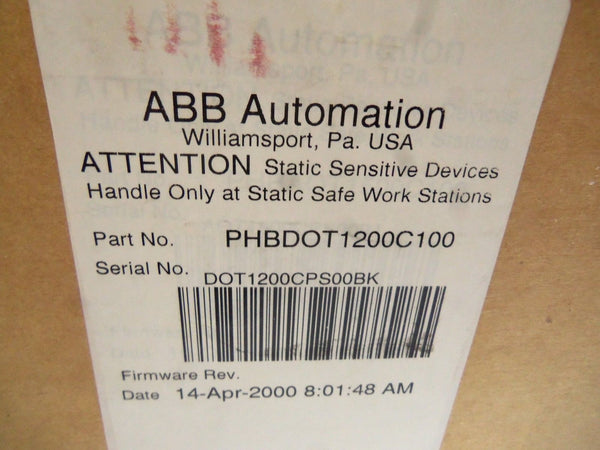 ABB Automation
Williamsport, Pa. USA
ATTENTION Static Sensitive Devices
Handle Only at Static Safe Work Stations
Part No. PHBDOT1200C100
Serial No. DOT1200CPS00BK
Firmware Rev.
Date 14-Apr-2000 8:01:48 AM